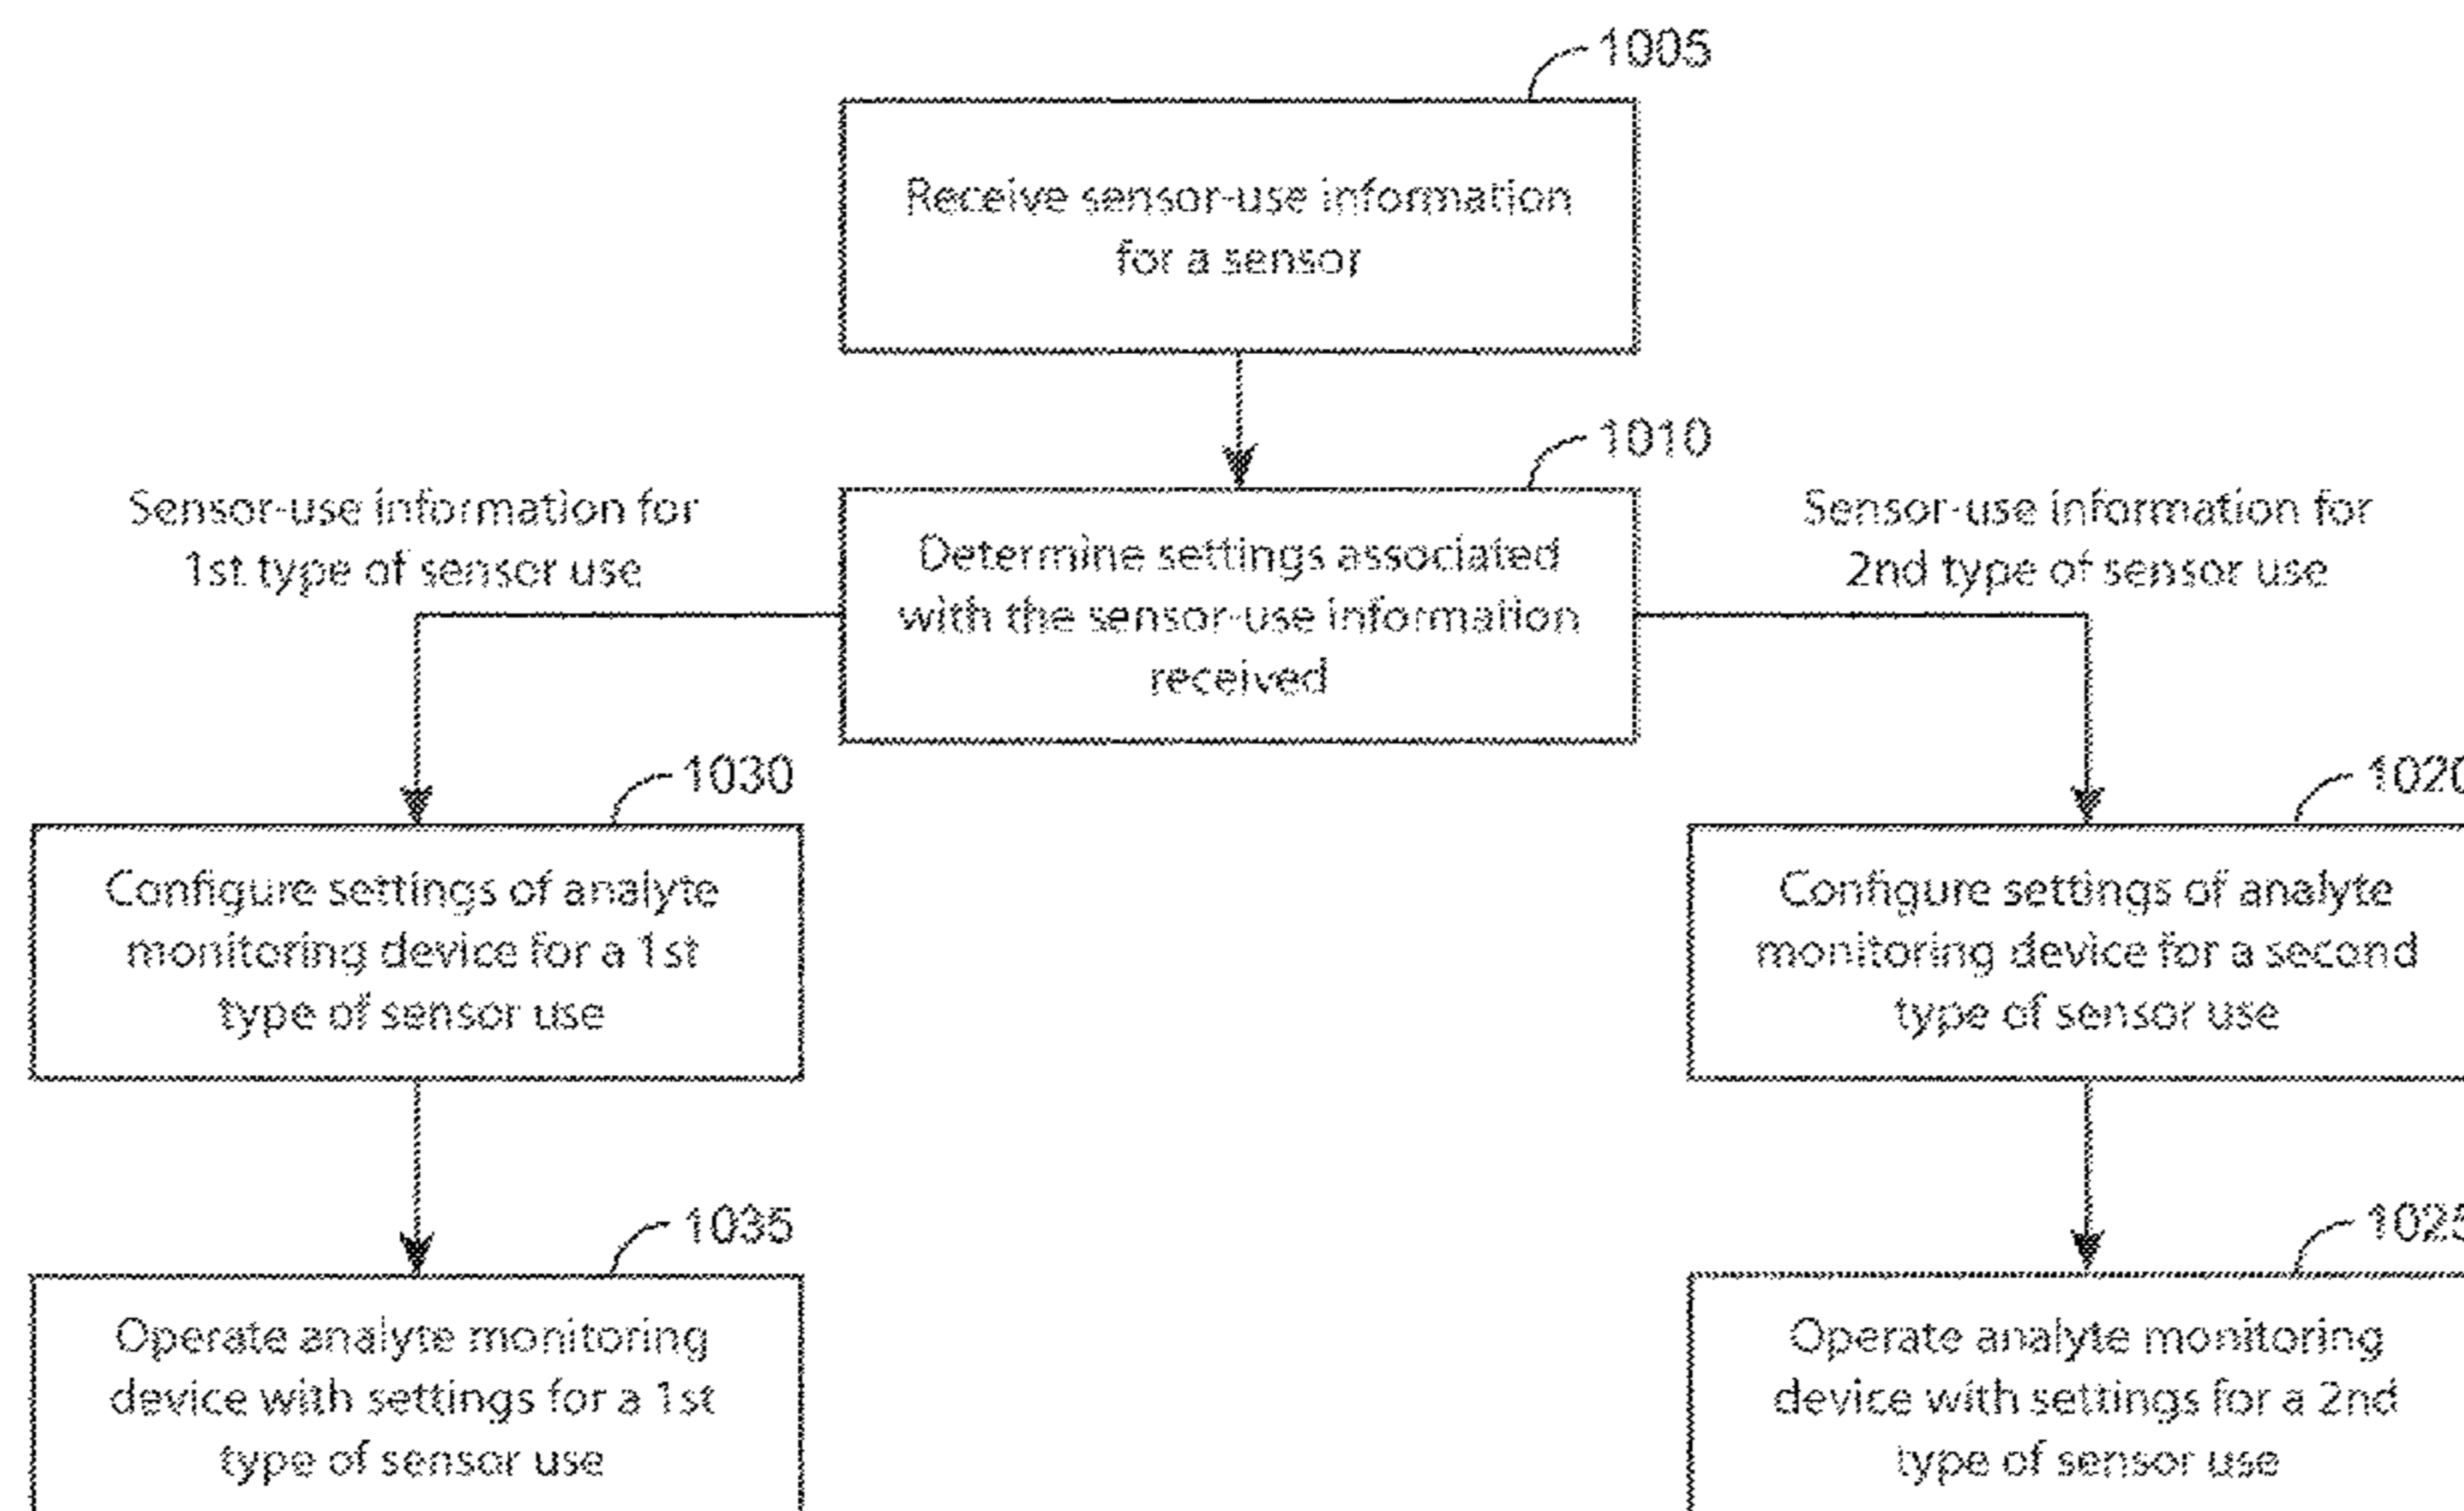 1005
Receive sensor-use information
for a sensor
1010
Sensor-use information for
1st type of sensor use
Determine settings associated
with the sensor-use information
received
Sensor-use information for
2nd type of sensor use
1030
Configure settings of analyte
monitoring device for a 1st
type of sensor use
1020
Configure settings of analyte
monitoring device for a second
type of sensor use
1035
Operate analyte monitoring
device with settings for a 1st
type of sensor use
1025
Operate analyte monitoring
device with settings for a 2nd
type of sensor use